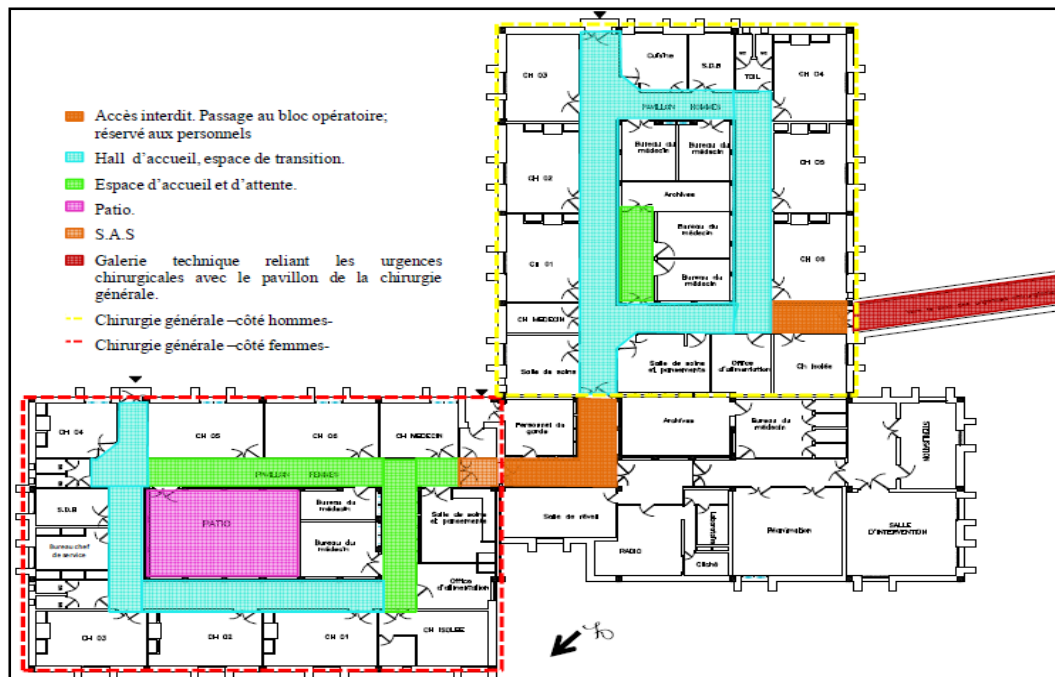 Accès interdit. Passage au bloc opératoire;
réservé aux personnels
Hall d'accueil, espace de transition.
Espace d'accueil et d'attente.
Patio.
S.A.S
Galerie technique reliant les urgences
chirurgicales avec le pavillon de la chirurgie
générale.
Chirurgie générale –côté hommes-
Chirurgie générale –côté femmes-
CH 03
Cuisine
S.D.B
TOIL
CH 04
PAVILLON HOMMES
CH 02
Bureau du
médecin
Bureau du
médecin
CH 05
Archives
CH 01
Bureau du
médecin
Bureau du
médecin
CH 06
CH MEDECIN
Salle de soins
Salle de soins
et pansements
Office
d'alimentation
Ch Isolée
CH 04
CH 05
CH 06
CH MEDECIN
Personnel du
garde
Archives
Bureau du
médecin
STERILISATION
PAVILLON FEMMES
S.D.B
PATIO
Bureau du
médecin
Salle de soins
et pansements
Bureau chef
de service
Bureau du
médecin
Office
d'alimentation
Salle de réveil
RADIO
Laboratoire
Cliché
Réanimation
SALLE
D'INTERVENTION
CH 03
CH 02
CH 01
CH ISOLEE